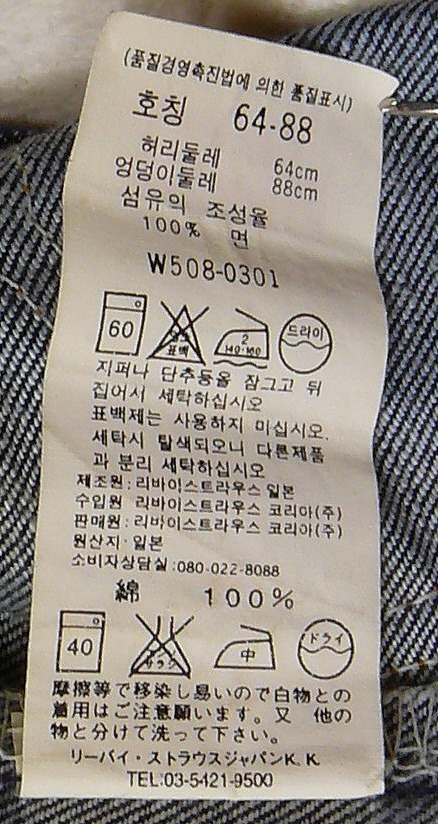 (품질경영촉진법에 의한 품질표시)
호칭 64-88
허리둘레 64cm
엉덩이둘레 88cm
섬유의 조성율
100% 면
W508-0301
60 표백 2 140-160 드라이
지퍼나 단추등을 잠그고 뒤
집어서 세탁하십시오
표백제는 사용하지 미십시오.
세탁시 탈색되오니 다른제품
과 분리 세탁하십시오
제조원:리바이스트라우스 일본
수입원 리바이스트라우스 코리아(주)
판매원:리바이스트라우스 코리아(주)
원산지·일본
소비자상담실:080-022-8088
綿 100%
40 サラシ 中 ドライ
摩擦等で移染し易いので白物との
着用はご注意願います。又 他の
物と分けて洗って下さい。
リーバイ・ストラウスジャパンK.K.
TEL:03-5421-9500